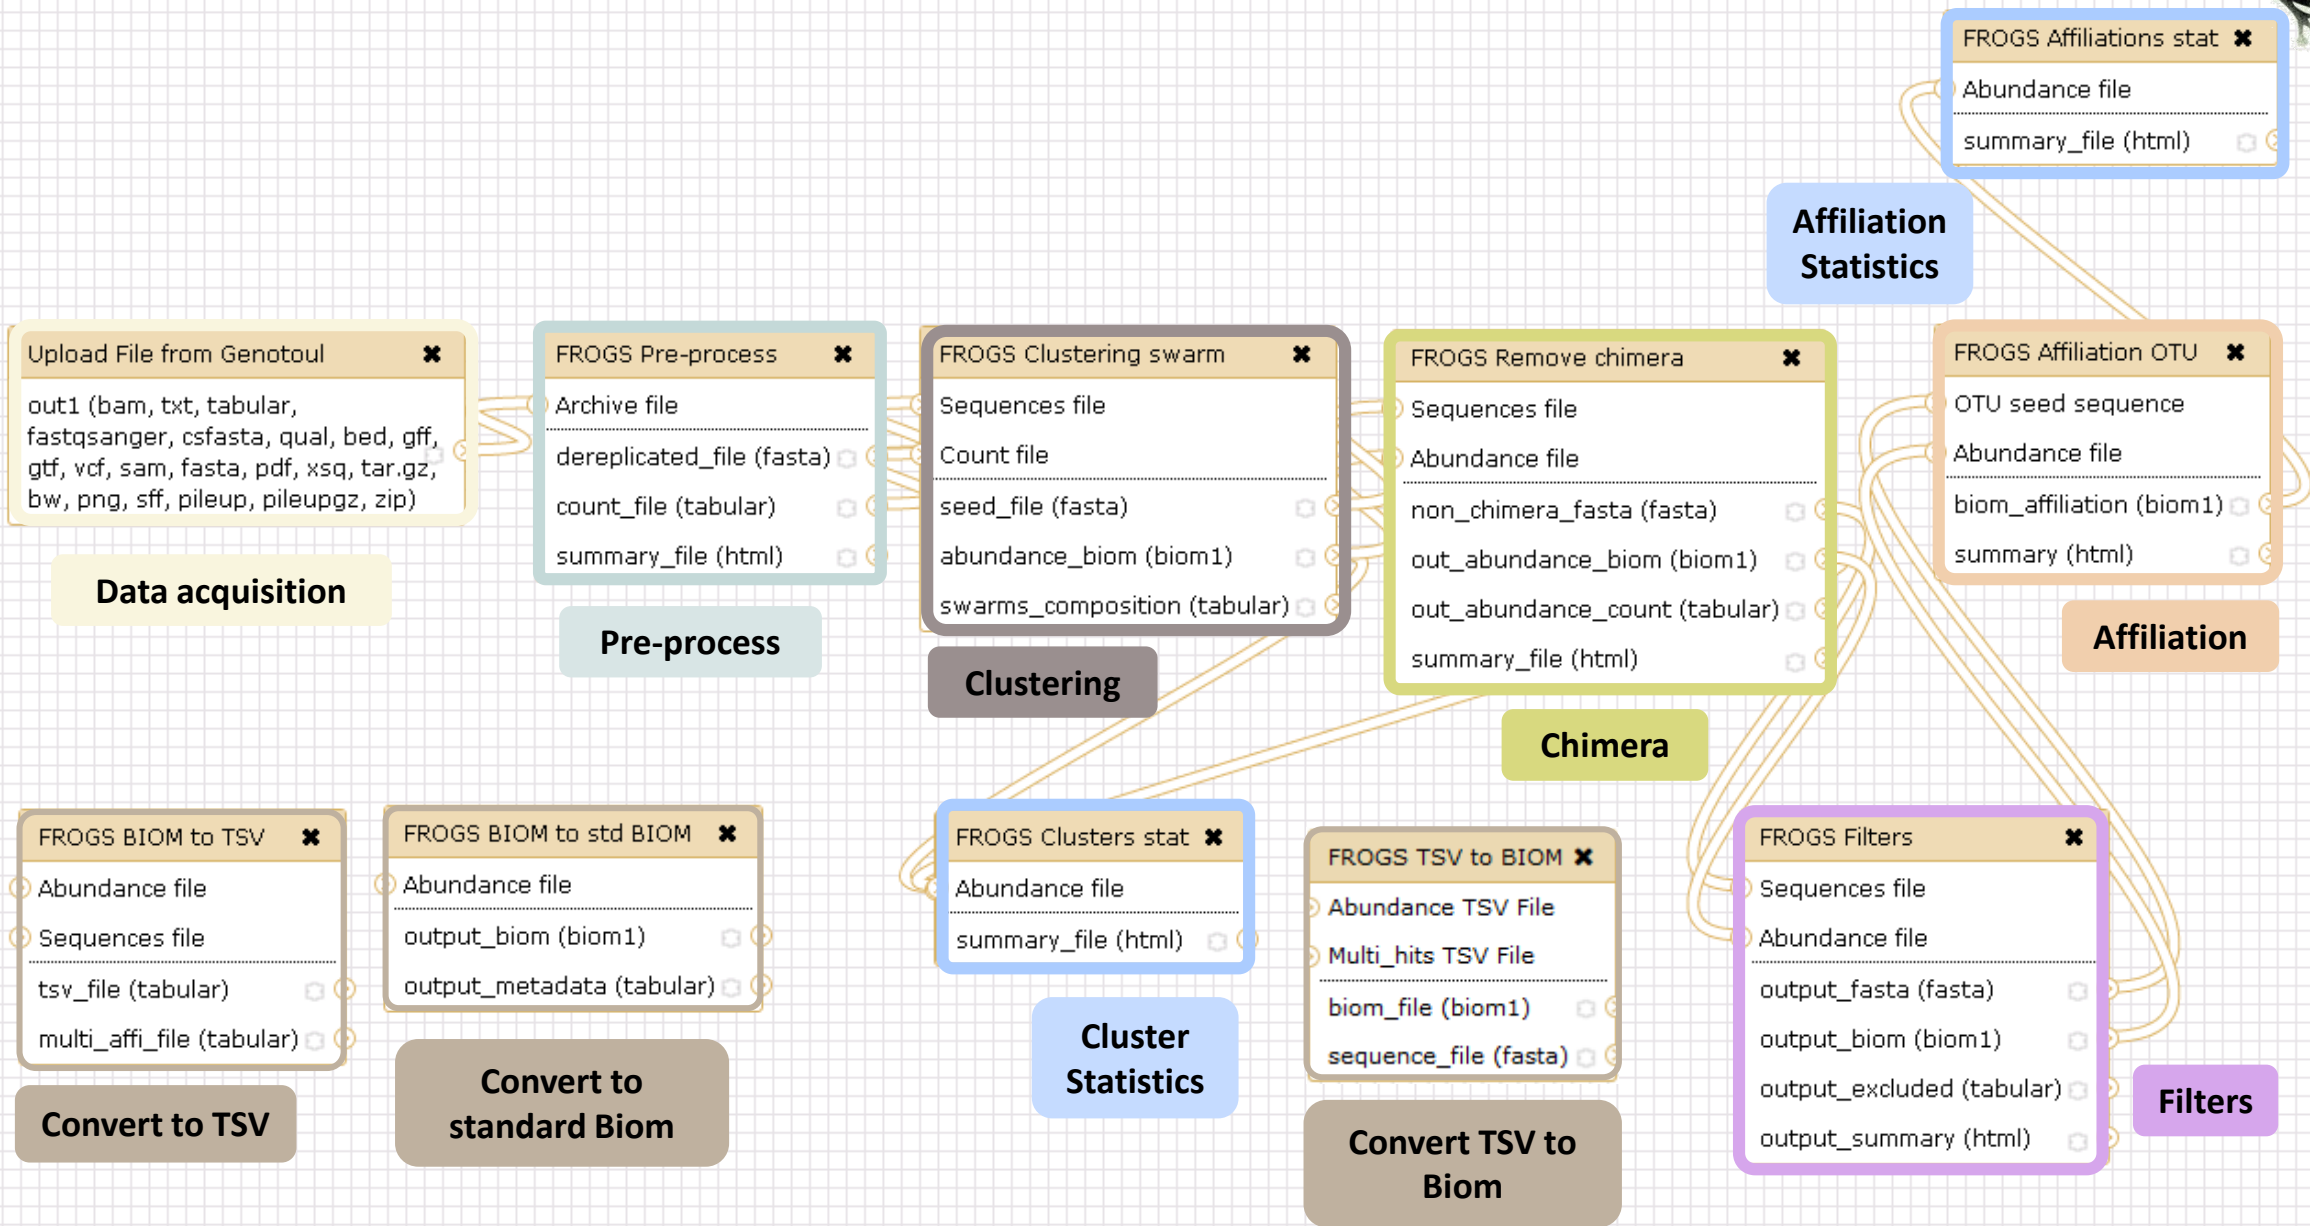 FROGS Affiliations stat ✖
Abundance file
summary_file (html)
Affiliation
Statistics
Upload File from Genotoul ✖
out1 (bam, txt, tabular,
fastqsanger, csfasta, qual, bed, gff,
gtf, vcf, sam, fasta, pdf, xsq, tar.gz,
bw, png, sff, pileup, pileupgz, zip)
Data acquisition
FROGS Pre-process ✖
Archive file
dereplicated_file (fasta)
count_file (tabular)
summary_file (html)
Pre-process
FROGS Clustering swarm ✖
Sequences file
Count file
seed_file (fasta)
abundance_biom (biom1)
swarms_composition (tabular)
Clustering
FROGS Remove chimera ✖
Sequences file
Abundance file
non_chimera_fasta (fasta)
out_abundance_biom (biom1)
out_abundance_count (tabular)
summary_file (html)
Chimera
FROGS Affiliation OTU ✖
OTU seed sequence
Abundance file
biom_affiliation (biom1)
summary (html)
Affiliation
FROGS BIOM to TSV ✖
Abundance file
Sequences file
tsv_file (tabular)
multi_affi_file (tabular)
Convert to TSV
FROGS BIOM to std BIOM ✖
Abundance file
output_biom (biom1)
output_metadata (tabular)
Convert to
standard Biom
FROGS Clusters stat ✖
Abundance file
summary_file (html)
Cluster
Statistics
FROGS TSV to BIOM ✖
Abundance TSV File
Multi_hits TSV File
biom_file (biom1)
sequence_file (fasta)
Convert TSV to
Biom
FROGS Filters ✖
Sequences file
Abundance file
output_fasta (fasta)
output_biom (biom1)
output_excluded (tabular)
output_summary (html)
Filters